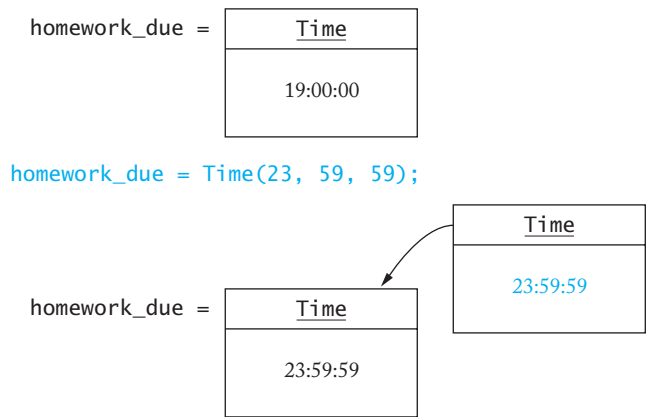 homework_due = Time
19:00:00
homework_due = Time(23, 59, 59);
Time
23:59:59
homework_due = Time
23:59:59